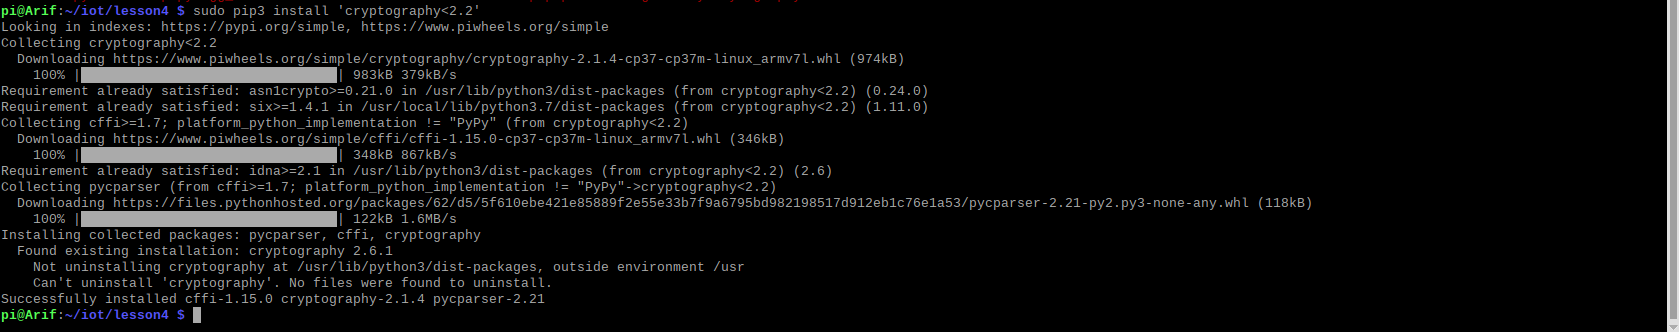 pi@Arif:~/iot/lesson4 $ sudo pip3 install 'cryptography<2.2'
Looking in indexes: https://pypi.org/simple, https://www.piwheels.org/simple
Collecting cryptography<2.2
  Downloading https://www.piwheels.org/simple/cryptography/cryptography-2.1.4-cp37-cp37m-linux_armv7l.whl (974kB)
    100% |████████████████████████████████| 983kB 379kB/s
Requirement already satisfied: asn1crypto>=0.21.0 in /usr/lib/python3/dist-packages (from cryptography<2.2) (0.24.0)
Requirement already satisfied: six>=1.4.1 in /usr/local/lib/python3.7/dist-packages (from cryptography<2.2) (1.11.0)
Collecting cffi>=1.7; platform_python_implementation != "PyPy" (from cryptography<2.2)
  Downloading https://www.piwheels.org/simple/cffi/cffi-1.15.0-cp37-cp37m-linux_armv7l.whl (346kB)
    100% |████████████████████████████████| 348kB 867kB/s
Requirement already satisfied: idna>=2.1 in /usr/lib/python3/dist-packages (from cryptography<2.2) (2.6)
Collecting pycparser (from cffi>=1.7; platform_python_implementation != "PyPy"->cryptography<2.2)
  Downloading https://files.pythonhosted.org/packages/62/d5/5f610ebe421e85889f2e55e33b7f9a6795bd982198517d912eb1c76e1a53/pycparser-2.21-py2.py3-none-any.whl (118kB)
    100% |████████████████████████████████| 122kB 1.6MB/s
Installing collected packages: pycparser, cffi, cryptography
  Found existing installation: cryptography 2.6.1
    Not uninstalling cryptography at /usr/lib/python3/dist-packages, outside environment /usr
    Can't uninstall 'cryptography'. No files were found to uninstall.
Successfully installed cffi-1.15.0 cryptography-2.1.4 pycparser-2.21
pi@Arif:~/iot/lesson4 $